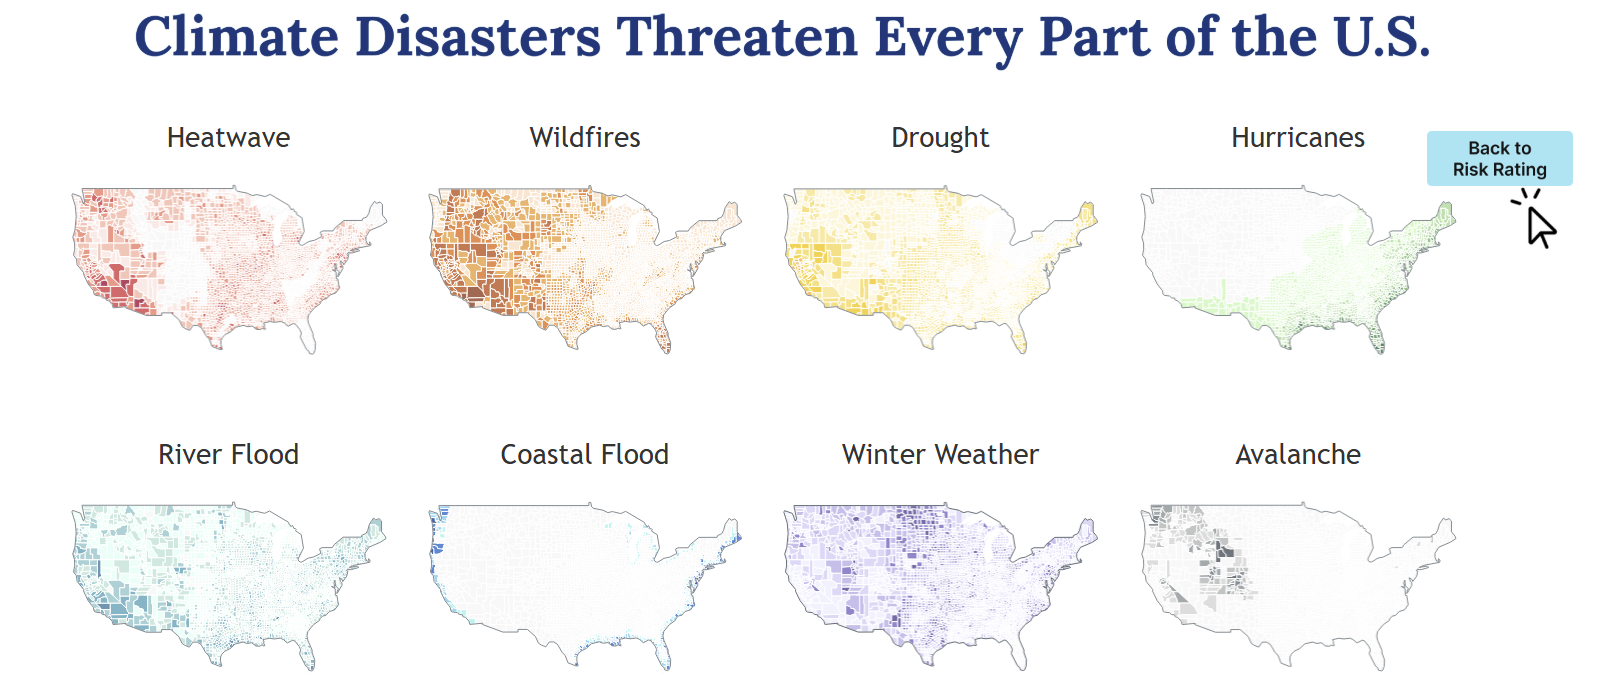 Climate Disasters Threaten Every Part of the U.S.
Heatwave
Wildfires
Drought
Hurricanes
Back to
Risk Rating
River Flood
Coastal Flood
Winter Weather
Avalanche